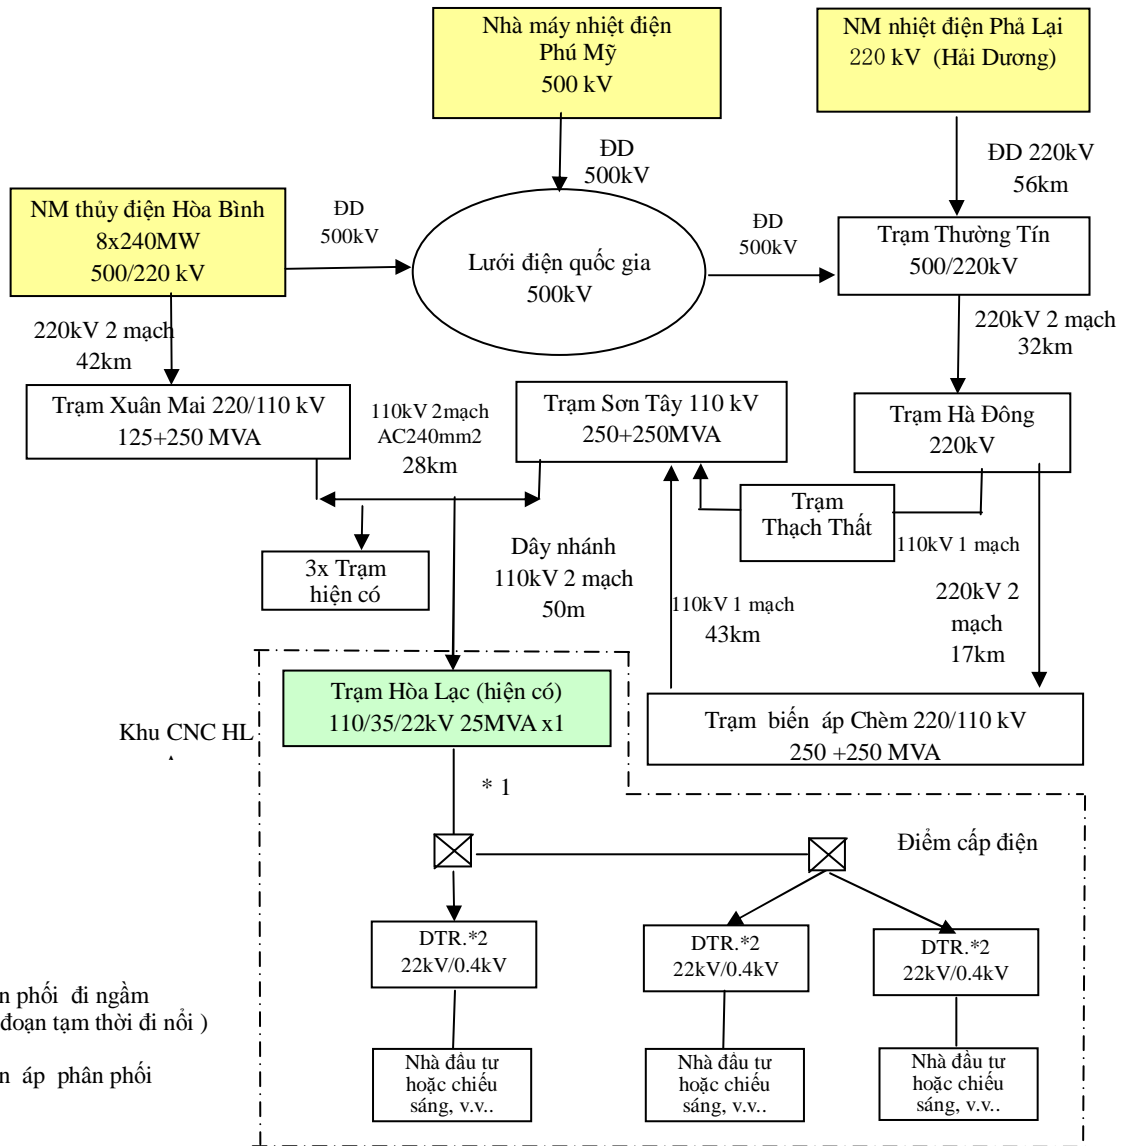 Nhà máy nhiệt điện
Phú Mỹ
500 kV
NM nhiệt điện Phả Lại
220 kV (Hải Dương)
ĐD
500kV
ĐD 220kV
56km
NM thủy điện Hòa Bình
8x240MW
500/220 kV
ĐD
500kV
Lưới điện quốc gia
500kV
ĐD
500kV
Trạm Thường Tín
500/220kV
220kV 2 mạch
42km
220kV 2 mạch
32km
Trạm Xuân Mai 220/110 kV
125+250 MVA
110kV 2mạch
AC240mm2
28km
Trạm Sơn Tây 110 kV
250+250MVA
Trạm Hà Đông
220kV
Trạm
Thạch Thất
110kV 1 mạch
3x Trạm
hiện có
Dây nhánh
110kV 2 mạch
50m
110kV 1 mạch
43km
220kV 2
mạch
17km
Trạm Hòa Lạc (hiện có)
110/35/22kV 25MVA x1
Trạm biến áp Chèm 220/110 kV
250 +250 MVA
Khu CNC HL
* 1
Điểm cấp điện
DTR.*2
22kV/0.4kV
DTR.*2
22kV/0.4kV
DTR.*2
22kV/0.4kV
n phối đi ngầm
đoạn tạm thời đi nổi )
n áp phân phối
Nhà đầu tư
hoặc chiếu
sáng, v.v..
Nhà đầu tư
hoặc chiếu
sáng, v.v..
Nhà đầu tư
hoặc chiếu
sáng, v.v..